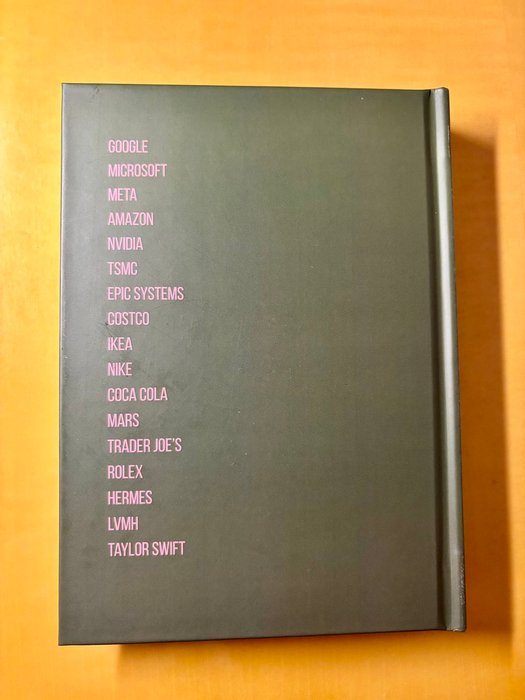 GOOGLE
MICROSOFT
META
AMAZON
NVIDIA
TSMC
EPIC SYSTEMS
COSTCO
IKEA
NIKE
COCA COLA
MARS
TRADER JOE'S
ROLEX
HERMES
LVMH
TAYLOR SWIFT